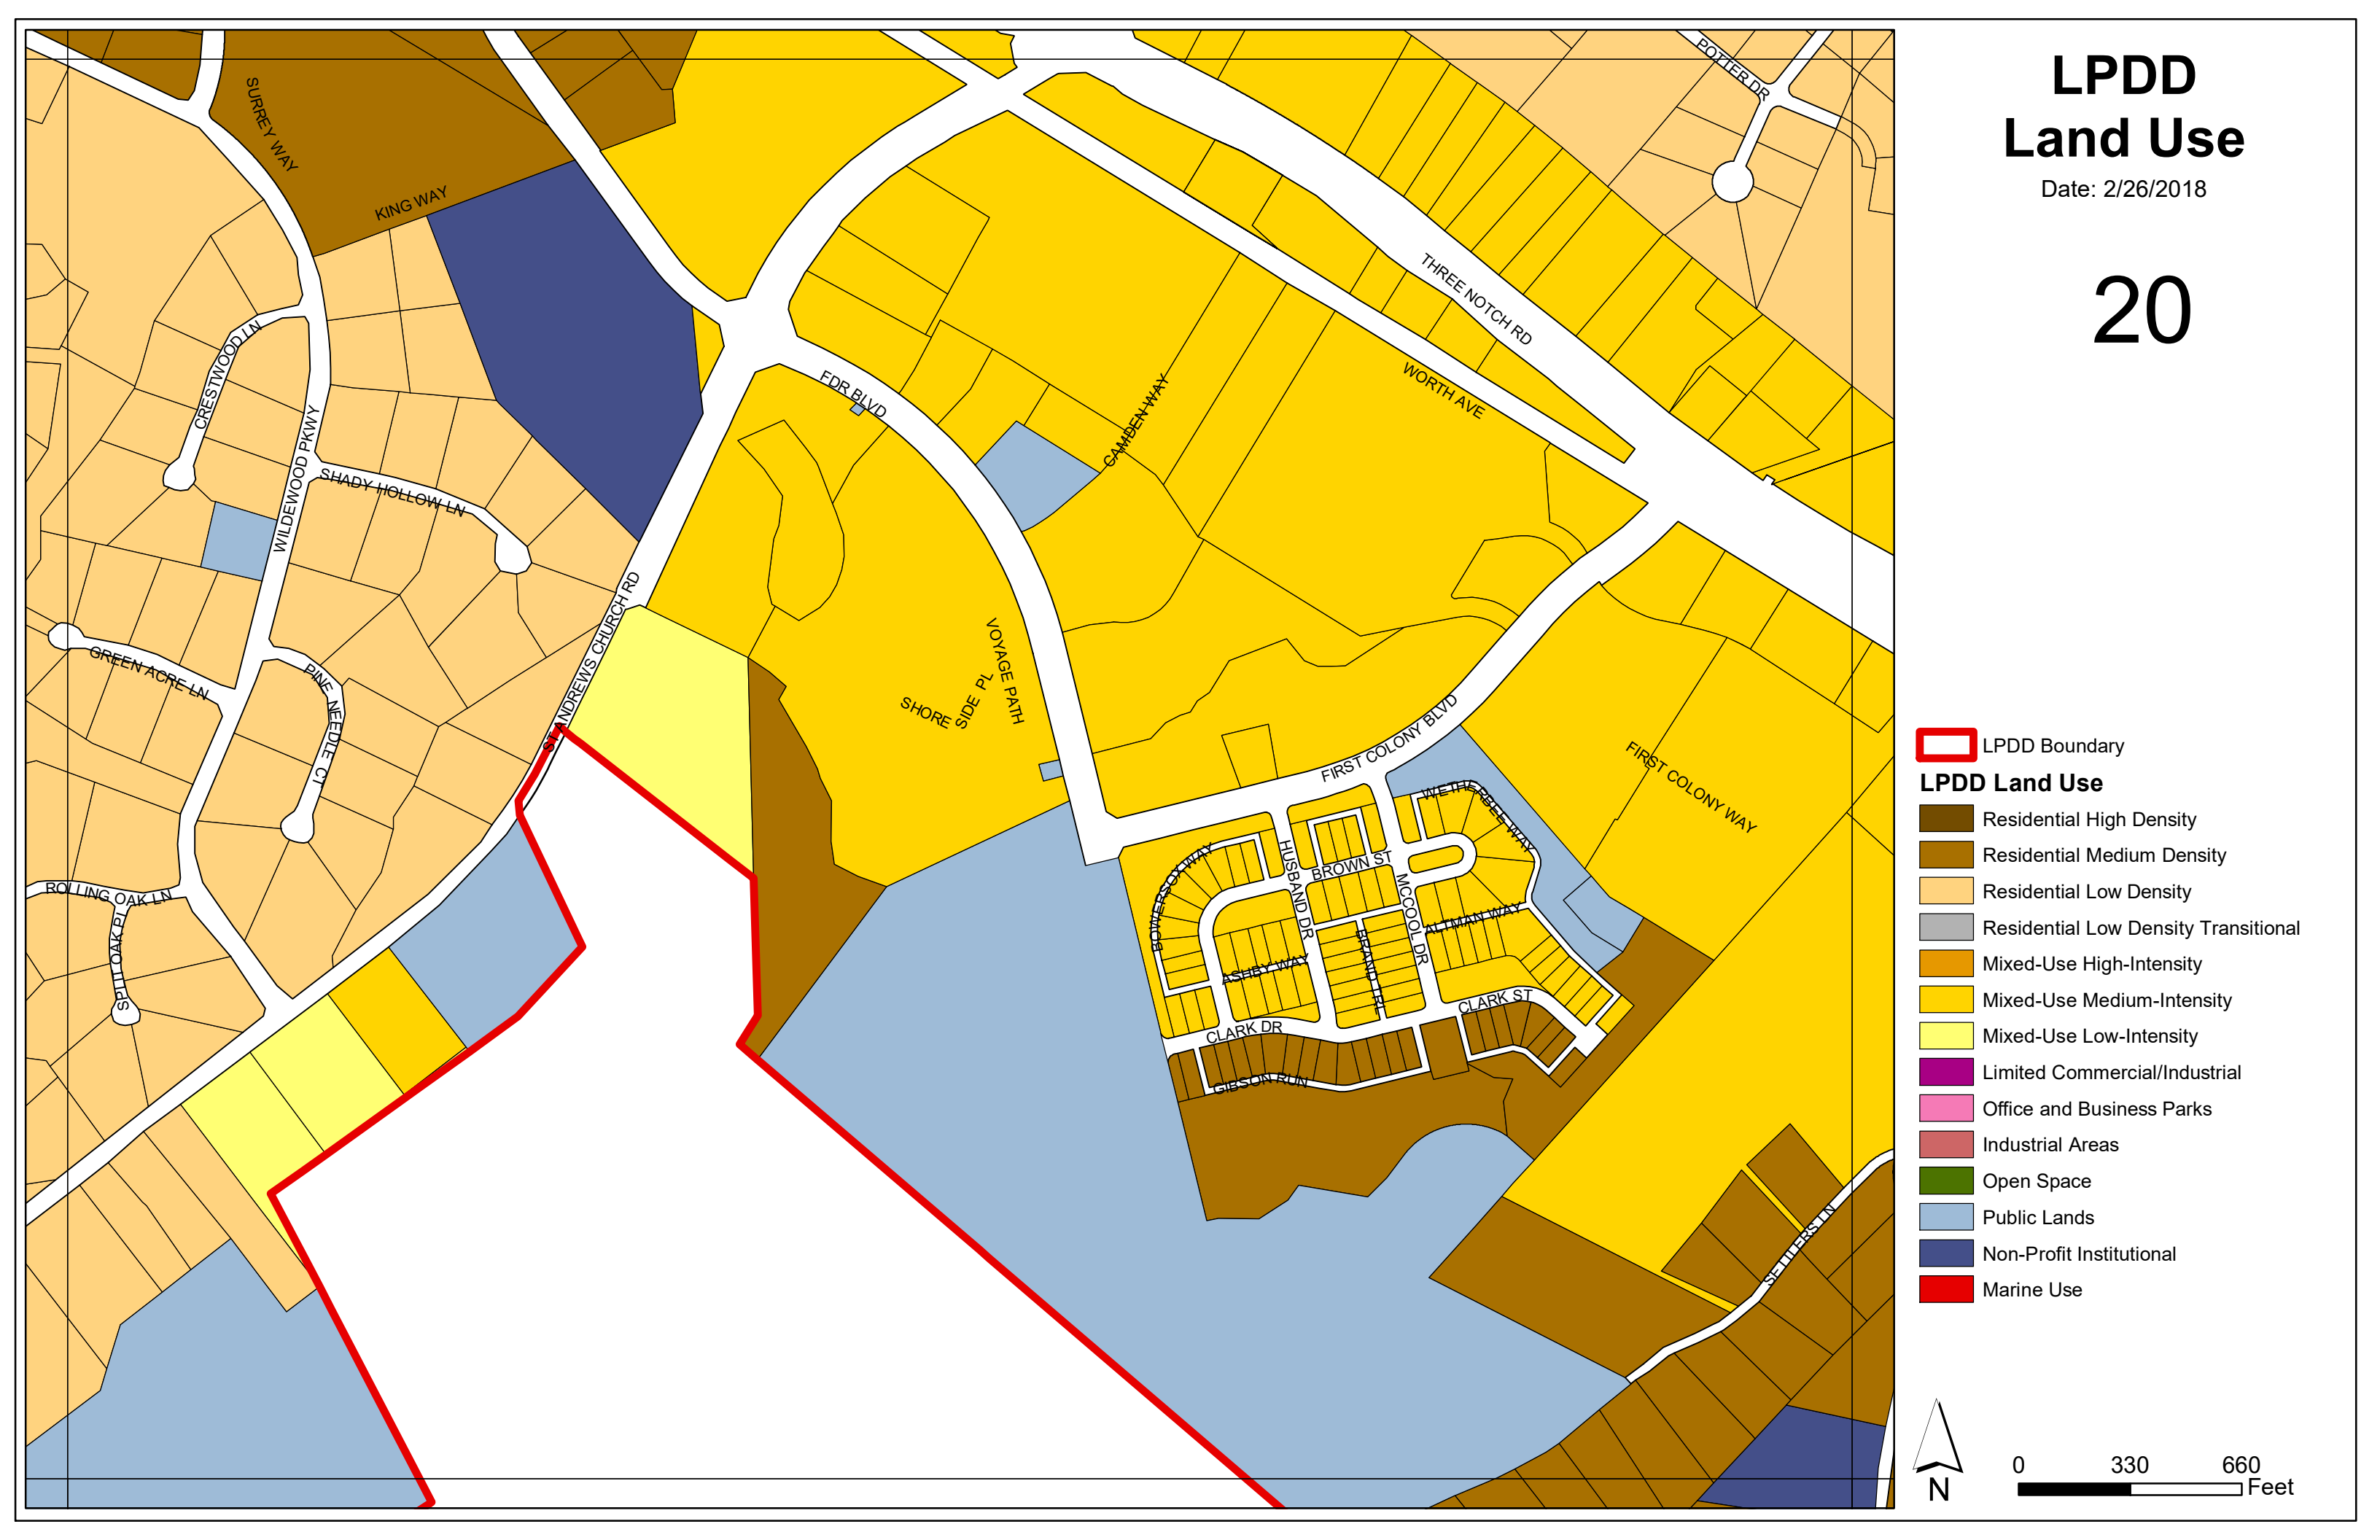 LPDD
Land Use
Date: 2/26/2018
20
POTTER DR
SURREY WAY
KING WAY
THREE NOTCH RD
WORTH AVE
CRESTWOOD LN
FDR BLVD
CAMDEN WAY
WILDEWOOD PKWY
SHADY HOLLOW LN
ST ANDREWS CHURCH RD
GREEN ACRE LN
PINE NEEDLE CT
VOYAGE PATH
SHORE SIDE PL
FIRST COLONY BLVD
FIRST COLONY WAY
WETHERBEE WAY
BOWERSOX WAY
HUSBAND DR
BROWN ST
MCCOOL DR
ALTMAN WAY
ROLLING OAK LN
SPLIT OAK PL
ASHBY WAY
BRAND TRL
CLARK ST
CLARK DR
GIBSON RUN
SETTLERS LN
LPDD Boundary
LPDD Land Use
Residential High Density
Residential Medium Density
Residential Low Density
Residential Low Density Transitional
Mixed-Use High-Intensity
Mixed-Use Medium-Intensity
Mixed-Use Low-Intensity
Limited Commercial/Industrial
Office and Business Parks
Industrial Areas
Open Space
Public Lands
Non-Profit Institutional
Marine Use
N
0 330 660
Feet